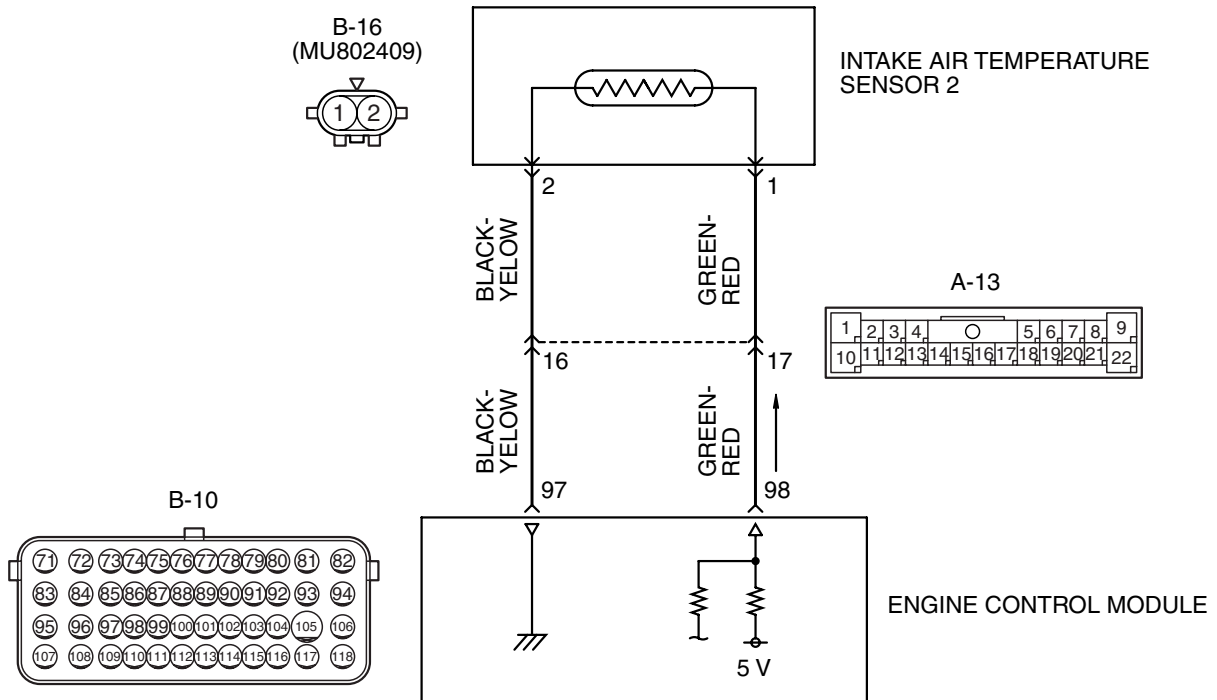 B-16
(MU802409)
1 2
INTAKE AIR TEMPERATURE
SENSOR 2
2
1
BLACK-
YELOW
GREEN-
RED
A-13
1 2 3 4 5 6 7 8 9
10 11 12 13 14 15 16 17 18 19 20 21 22
16
17
BLACK-
YELOW
GREEN-
RED
97
98
B-10
71 72 73 74 75 76 77 78 79 80 81 82
83 84 85 86 87 88 89 90 91 92 93 94
95 96 97 98 99 100 101 102 103 104 105 106
107 108 109 110 111 112 113 114 115 116 117 118
5 V
ENGINE CONTROL MODULE